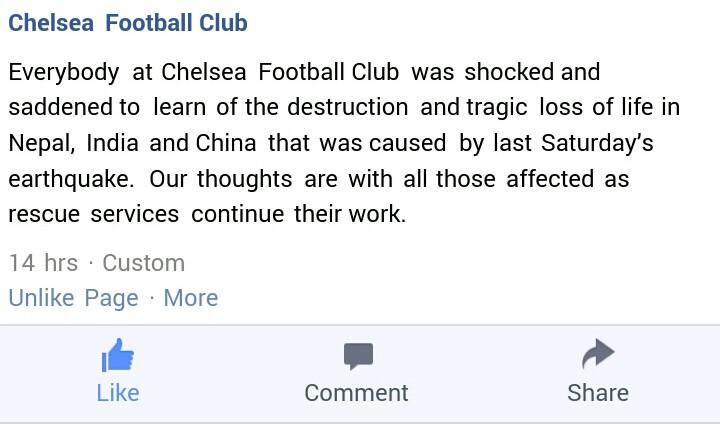 Chelsea Football Club
Everybody at Chelsea Football Club was shocked and
saddened to learn of the destruction and tragic loss of life in
Nepal, India and China that was caused by last Saturday's
earthquake. Our thoughts are with all those affected as
rescue services continue their work.
14 hrs · Custom
Unlike Page · More
Like Comment Share